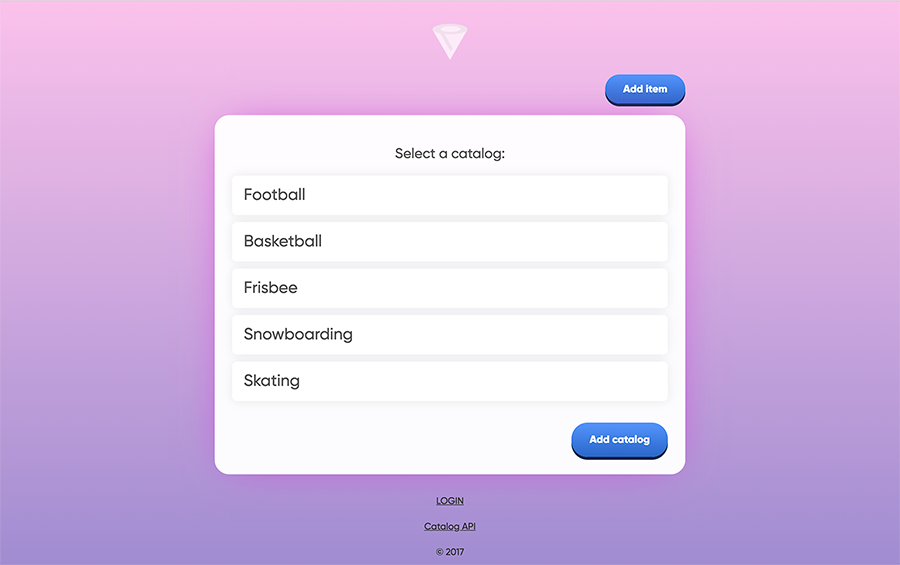 Add item
Select a catalog:
Football
Basketball
Frisbee
Snowboarding
Skating
Add catalog
LOGIN
Catalog API
© 2017